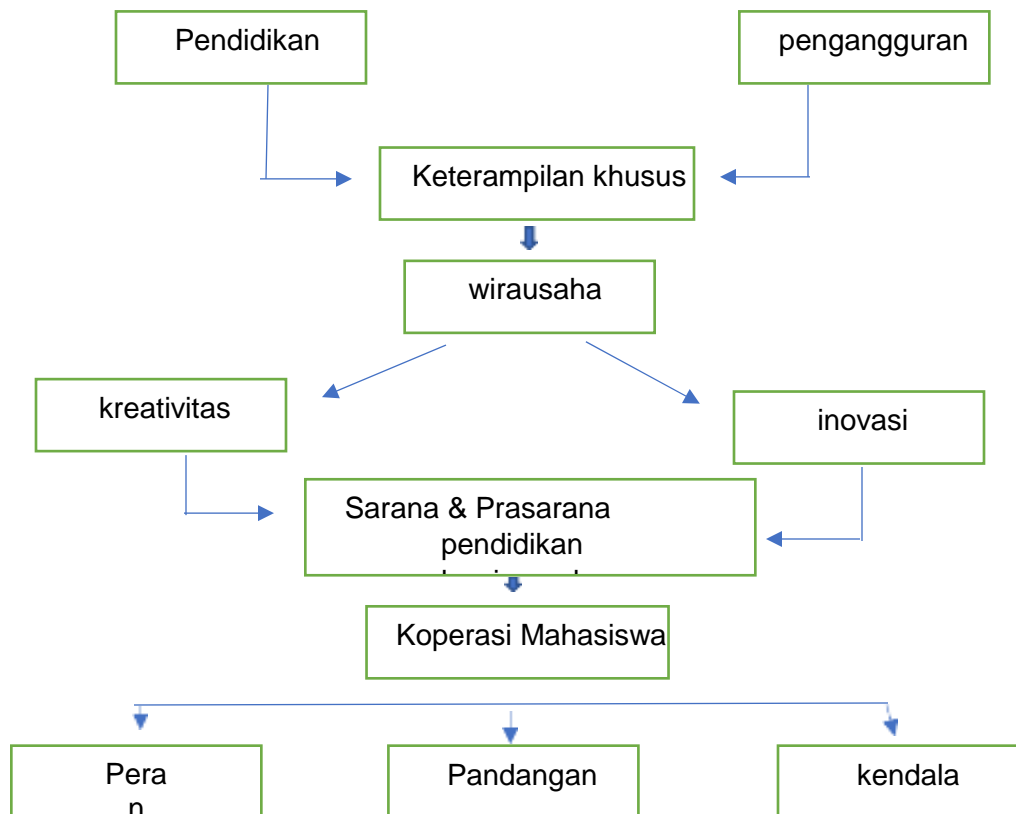 Pendidikan
pengangguran
Keterampilan khusus
wirausaha
kreativitas
inovasi
Sarana & Prasarana
pendidikan
Koperasi Mahasiswa
Pera
n
Pandangan
kendala